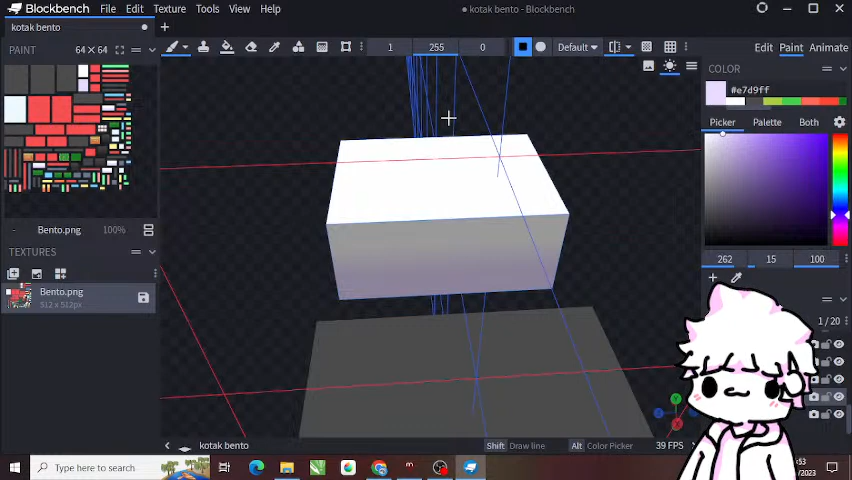 Blockbench File Edit Texture Tools View Help
kotak bento - Blockbench
kotak bento
PAINT 64 × 64
1 255 0 Default
Edit Paint Animate
COLOR
#e7d9ff
Picker Palette Both
Bento.png 100%
TEXTURES
Bento.png
512 x 512px
262 15 100
1 / 20
kotak bento
Shift Draw line
Alt Color Picker
39 FPS
Type here to search